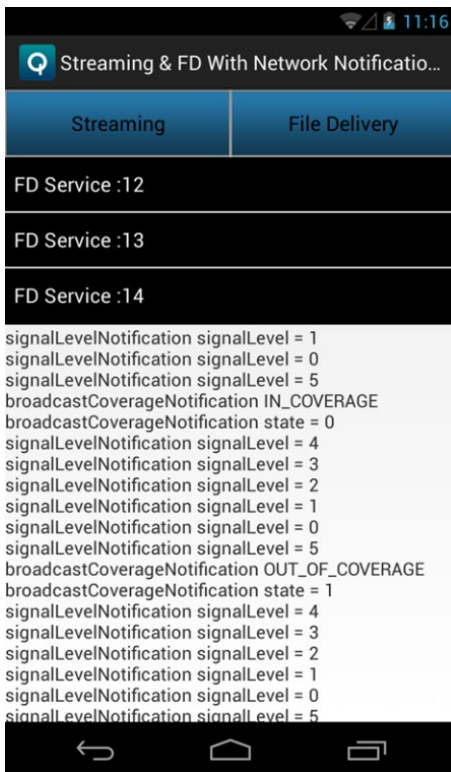 11:16
Streaming & FD With Network Notificatio...
Streaming
File Delivery
FD Service :12
FD Service :13
FD Service :14
signalLevelNotification signalLevel = 1
signalLevelNotification signalLevel = 0
signalLevelNotification signalLevel = 5
broadcastCoverageNotification IN_COVERAGE
broadcastCoverageNotification state = 0
signalLevelNotification signalLevel = 4
signalLevelNotification signalLevel = 3
signalLevelNotification signalLevel = 2
signalLevelNotification signalLevel = 1
signalLevelNotification signalLevel = 0
signalLevelNotification signalLevel = 5
broadcastCoverageNotification OUT_OF_COVERAGE
broadcastCoverageNotification state = 1
signalLevelNotification signalLevel = 4
signalLevelNotification signalLevel = 3
signalLevelNotification signalLevel = 2
signalLevelNotification signalLevel = 1
signalLevelNotification signalLevel = 0
signalLevelNotification signalLevel = 5